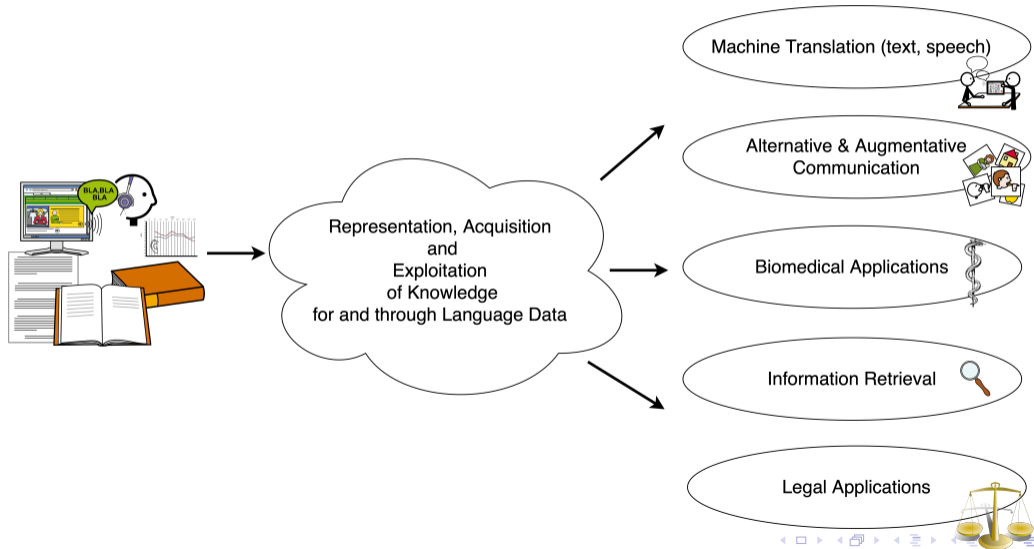 BLA,BLA
BLA
Representation, Acquisition
and
Exploitation
of Knowledge
for and through Language Data
Machine Translation (text, speech)
Alternative & Augmentative
Communication
Biomedical Applications
Information Retrieval
Legal Applications